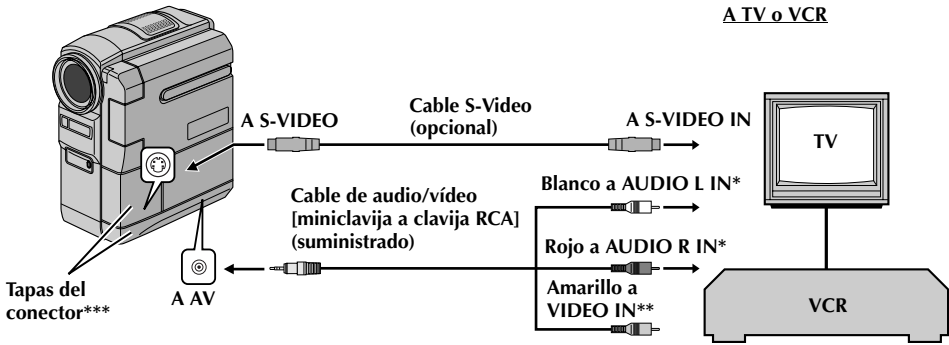 A TV o VCR
Cable S-Video
(opcional)
A S-VIDEO
A S-VIDEO IN
TV
Blanco a AUDIO L IN*
Cable de audio/vídeo
[miniclavija a clavija RCA]
(suministrado)
Rojo a AUDIO R IN*
Amarillo a
VIDEO IN**
A AV
Tapas del
conector***
VCR